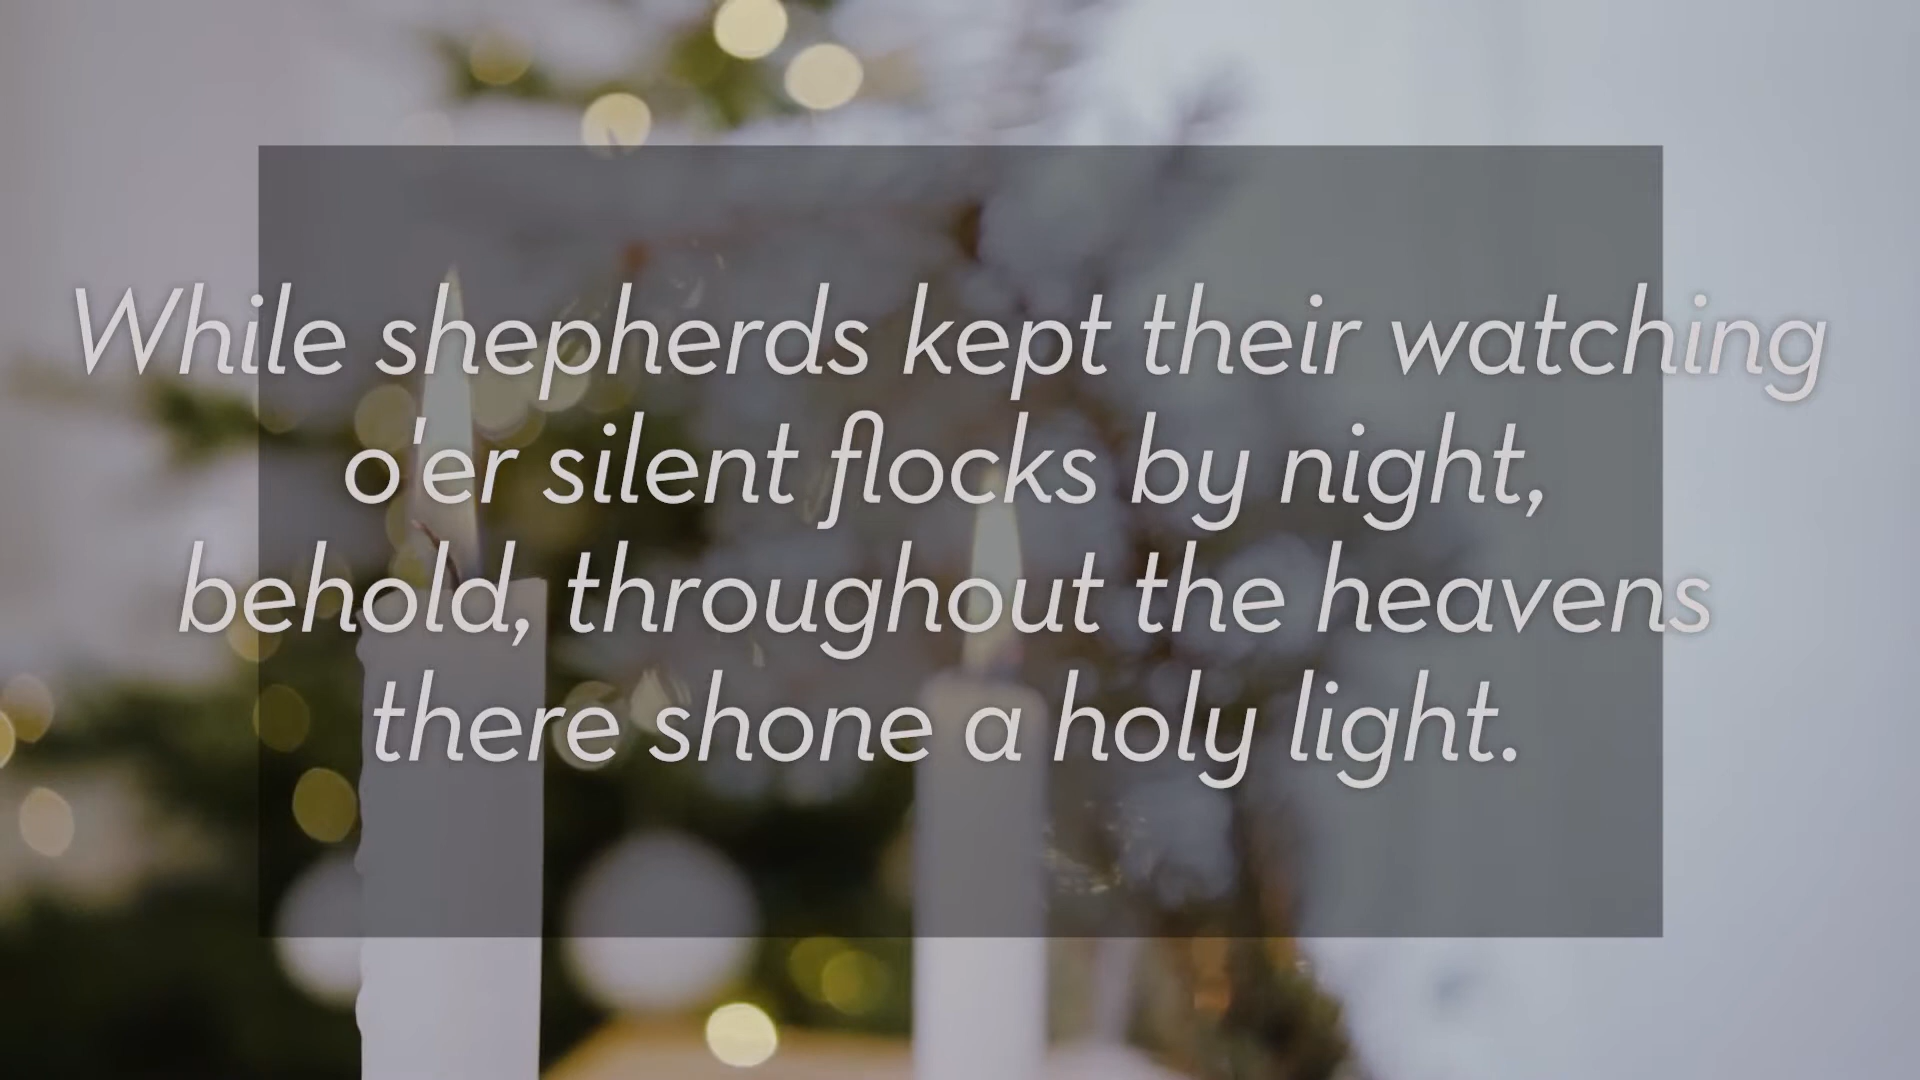 While shepherds kept their watching
o'er silent flocks by night,
behold, throughout the heavens
there shone a holy light.